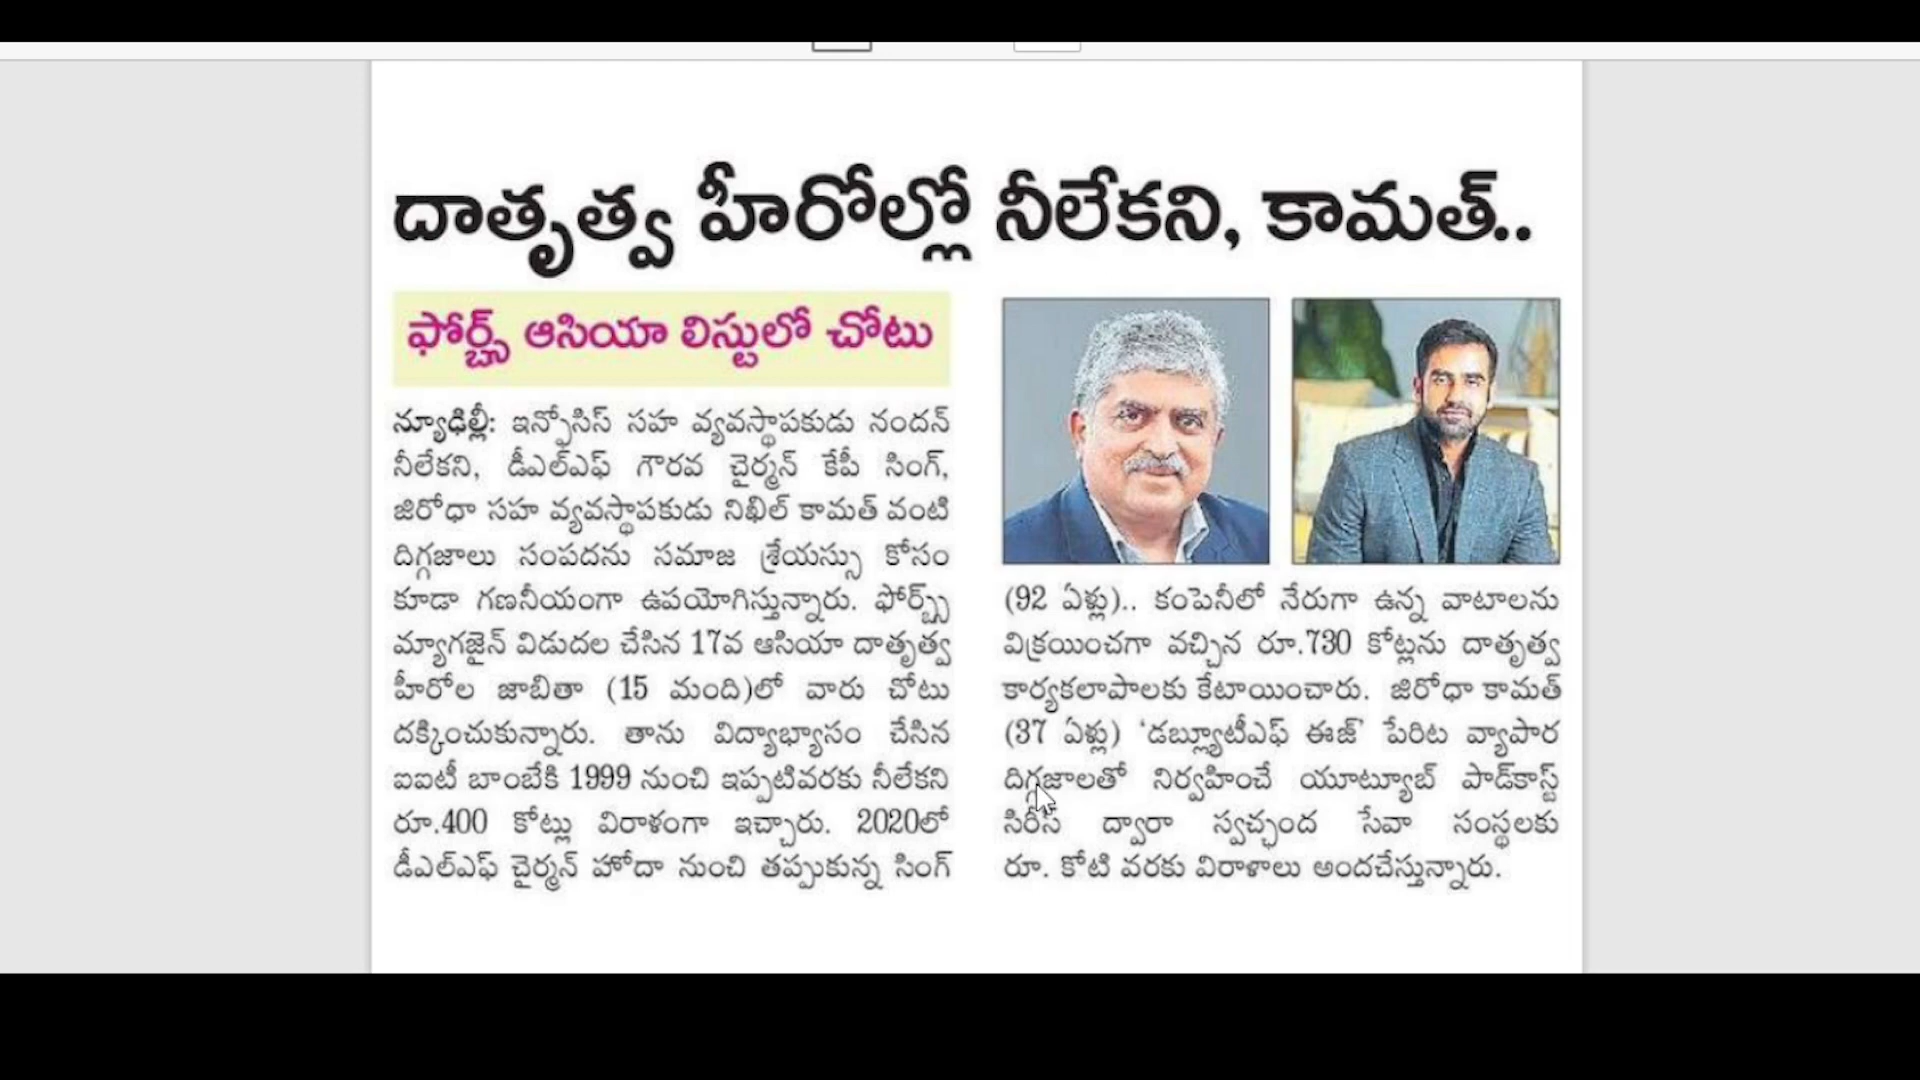 దాతృత్వ హీరోల్లో నీలేకని, కామత్..
ఫోర్బ్స్ ఆసియా లిస్టులో చోటు
న్యూఢిల్లీ: ఇన్ఫోసిస్ సహ వ్యవస్థాపకుడు నందన్
నీలేకని, డీఎల్ఎఫ్ గౌరవ చైర్మన్ కేపీ సింగ్,
జిరోధా సహ వ్యవస్థాపకుడు నిఖిల్ కామత్ వంటి
దిగ్గజాలు సంపదను సమాజ శ్రేయస్సు కోసం
కూడా గణనీయంగా ఉపయోగిస్తున్నారు. ఫోర్బ్స్
మ్యాగజైన్ విడుదల చేసిన 17వ ఆసియా దాతృత్వ
హీరోల జాబితా (15 మంది)లో వారు చోటు
దక్కించుకున్నారు. తాను విద్యాభ్యాసం చేసిన
ఐఐటీ బాంబేకి 1999 నుంచి ఇప్పటివరకు నీలేకని
రూ.400 కోట్లు విరాళంగా ఇచ్చారు. 2020లో
డీఎల్ఎఫ్ చైర్మన్ హోదా నుంచి తప్పుకున్న సింగ్
(92 ఏళ్లు).. కంపెనీలో నేరుగా ఉన్న వాటాలను
విక్రయించగా వచ్చిన రూ.730 కోట్లను దాతృత్వ
కార్యకలాపాలకు కేటాయించారు. జిరోధా కామత్
(37 ఏళ్లు) ‘డబ్ల్యూటీఎఫ్ ఈజ్’ పేరిట వ్యాపార
దిగ్గజాలతో నిర్వహించే యూట్యూబ్ పాడ్‌కాస్ట్
సిరీస్ ద్వారా స్వచ్ఛంద సేవా సంస్థలకు
రూ. కోటి వరకు విరాళాలు అందచేస్తున్నారు.